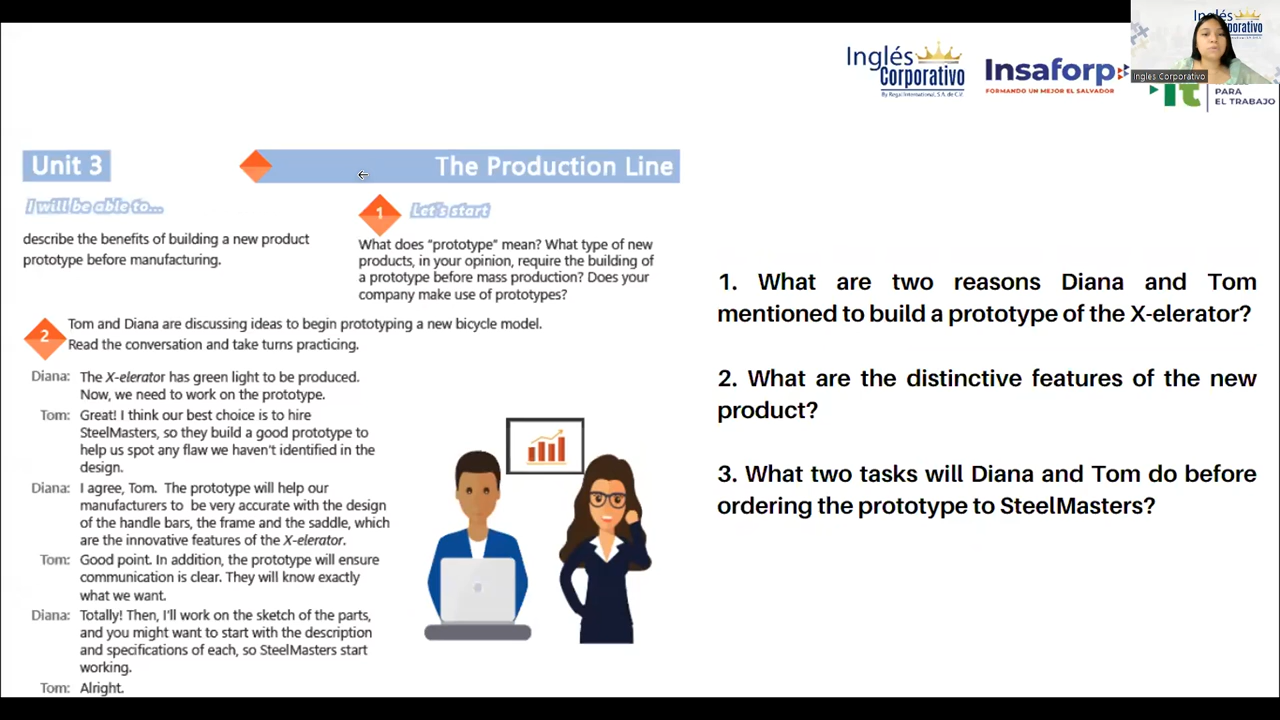 Inglés
Corporativo
By Regal International, S.A. de C.V.
Insaforp
FORMANDO UN MEJOR EL SALVADOR
Inglés
Corporativo
Inglés Corporativo
it
PARA
EL TRABAJO
Unit 3
The Production Line
I will be able to...
describe the benefits of building a new product
prototype before manufacturing.
1
Let's start
What does "prototype" mean? What type of new
products, in your opinion, require the building of
a prototype before mass production? Does your
company make use of prototypes?
2
Tom and Diana are discussing ideas to begin prototyping a new bicycle model.
Read the conversation and take turns practicing.
Diana: The X-elerator has green light to be produced.
Now, we need to work on the prototype.
Tom: Great! I think our best choice is to hire
SteelMasters, so they build a good prototype to
help us spot any flaw we haven't identified in the
design.
Diana: I agree, Tom. The prototype will help our
manufacturers to be very accurate with the design
of the handle bars, the frame and the saddle, which
are the innovative features of the X-elerator.
Tom: Good point. In addition, the prototype will ensure
communication is clear. They will know exactly
what we want.
Diana: Totally! Then, I'll work on the sketch of the parts,
and you might want to start with the description
and specifications of each, so SteelMasters start
working.
Tom: Alright.
1. What are two reasons Diana and Tom
mentioned to build a prototype of the X-elerator?
2. What are the distinctive features of the new
product?
3. What two tasks will Diana and Tom do before
ordering the prototype to SteelMasters?